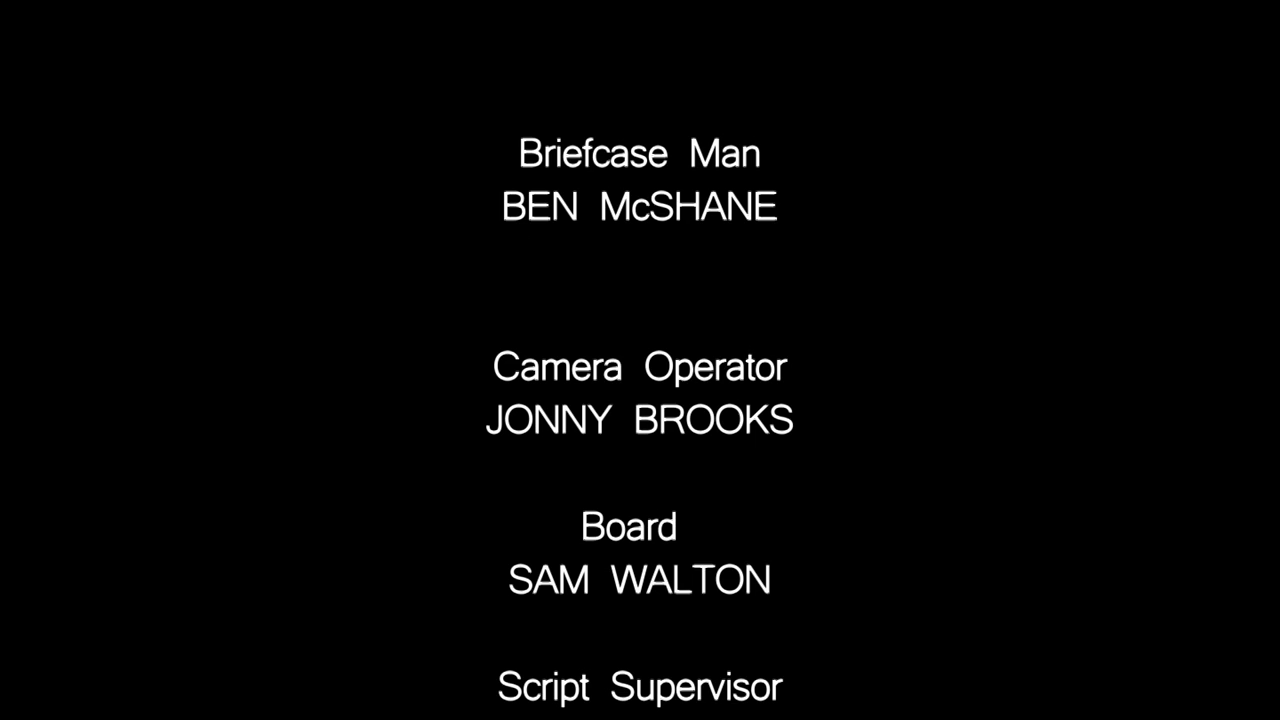 Briefcase Man
BEN McSHANE
Camera Operator
JONNY BROOKS
Board
SAM WALTON
Script Supervisor